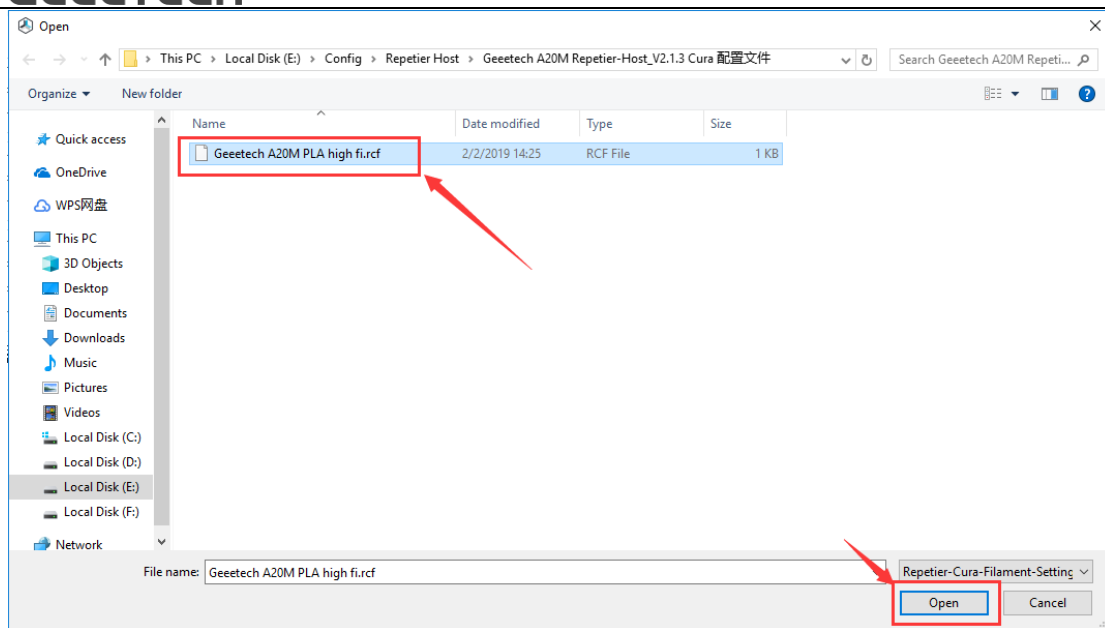 Open
This PC > Local Disk (E:) > Config > Repetier Host > Geeetech A20M Repetier-Host_V2.1.3 Cura 配置文件
Search Geeetech A20M Repeti...
Organize
New folder
Name
Date modified
Type
Size
Geeetech A20M PLA high fi.rcf
2/2/2019 14:25
RCF File
1 KB
Quick access
OneDrive
WPS网盘
This PC
3D Objects
Desktop
Documents
Downloads
Music
Pictures
Videos
Local Disk (C:)
Local Disk (D:)
Local Disk (E:)
Local Disk (F:)
Network
File name: Geeetech A20M PLA high fi.rcf
Repetier-Cura-Filament-Setting
Open
Cancel